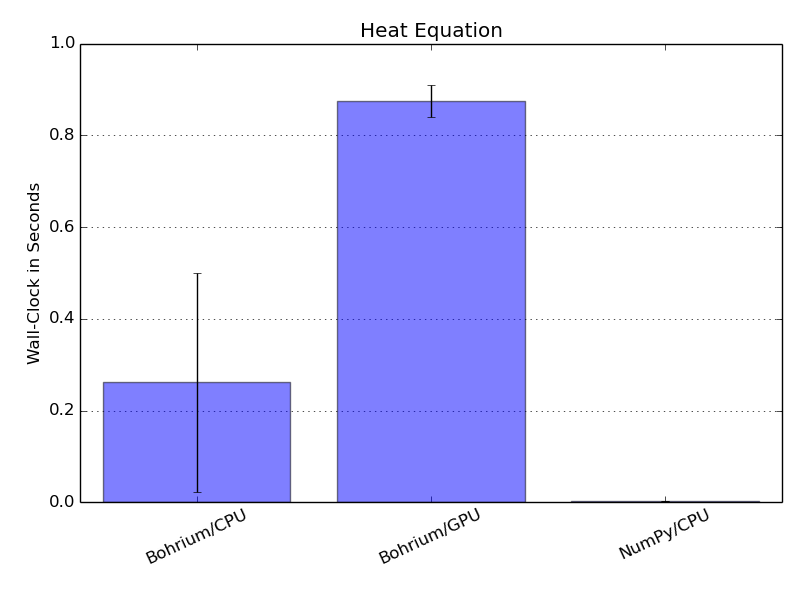 Heat Equation
Wall-Clock in Seconds
1.0
0.8
0.6
0.4
0.2
0.0
Bohrium/CPU
Bohrium/GPU
NumPy/CPU